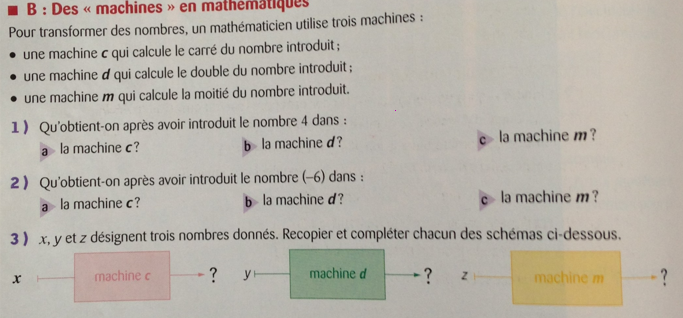 ■ B : Des « machines » en mathématiques
Pour transformer des nombres, un mathématicien utilise trois machines :
• une machine c qui calcule le carré du nombre introduit ;
• une machine d qui calcule le double du nombre introduit ;
• une machine m qui calcule la moitié du nombre introduit.
1 ) Qu'obtient-on après avoir introduit le nombre 4 dans :
a la machine c ? b la machine d ? c la machine m ?
2 ) Qu'obtient-on après avoir introduit le nombre (–6) dans :
a la machine c ? b la machine d ? c la machine m ?
3 ) x, y et z désignent trois nombres donnés. Recopier et compléter chacun des schémas ci-dessous.
x machine c ? y machine d ? z machine m ?